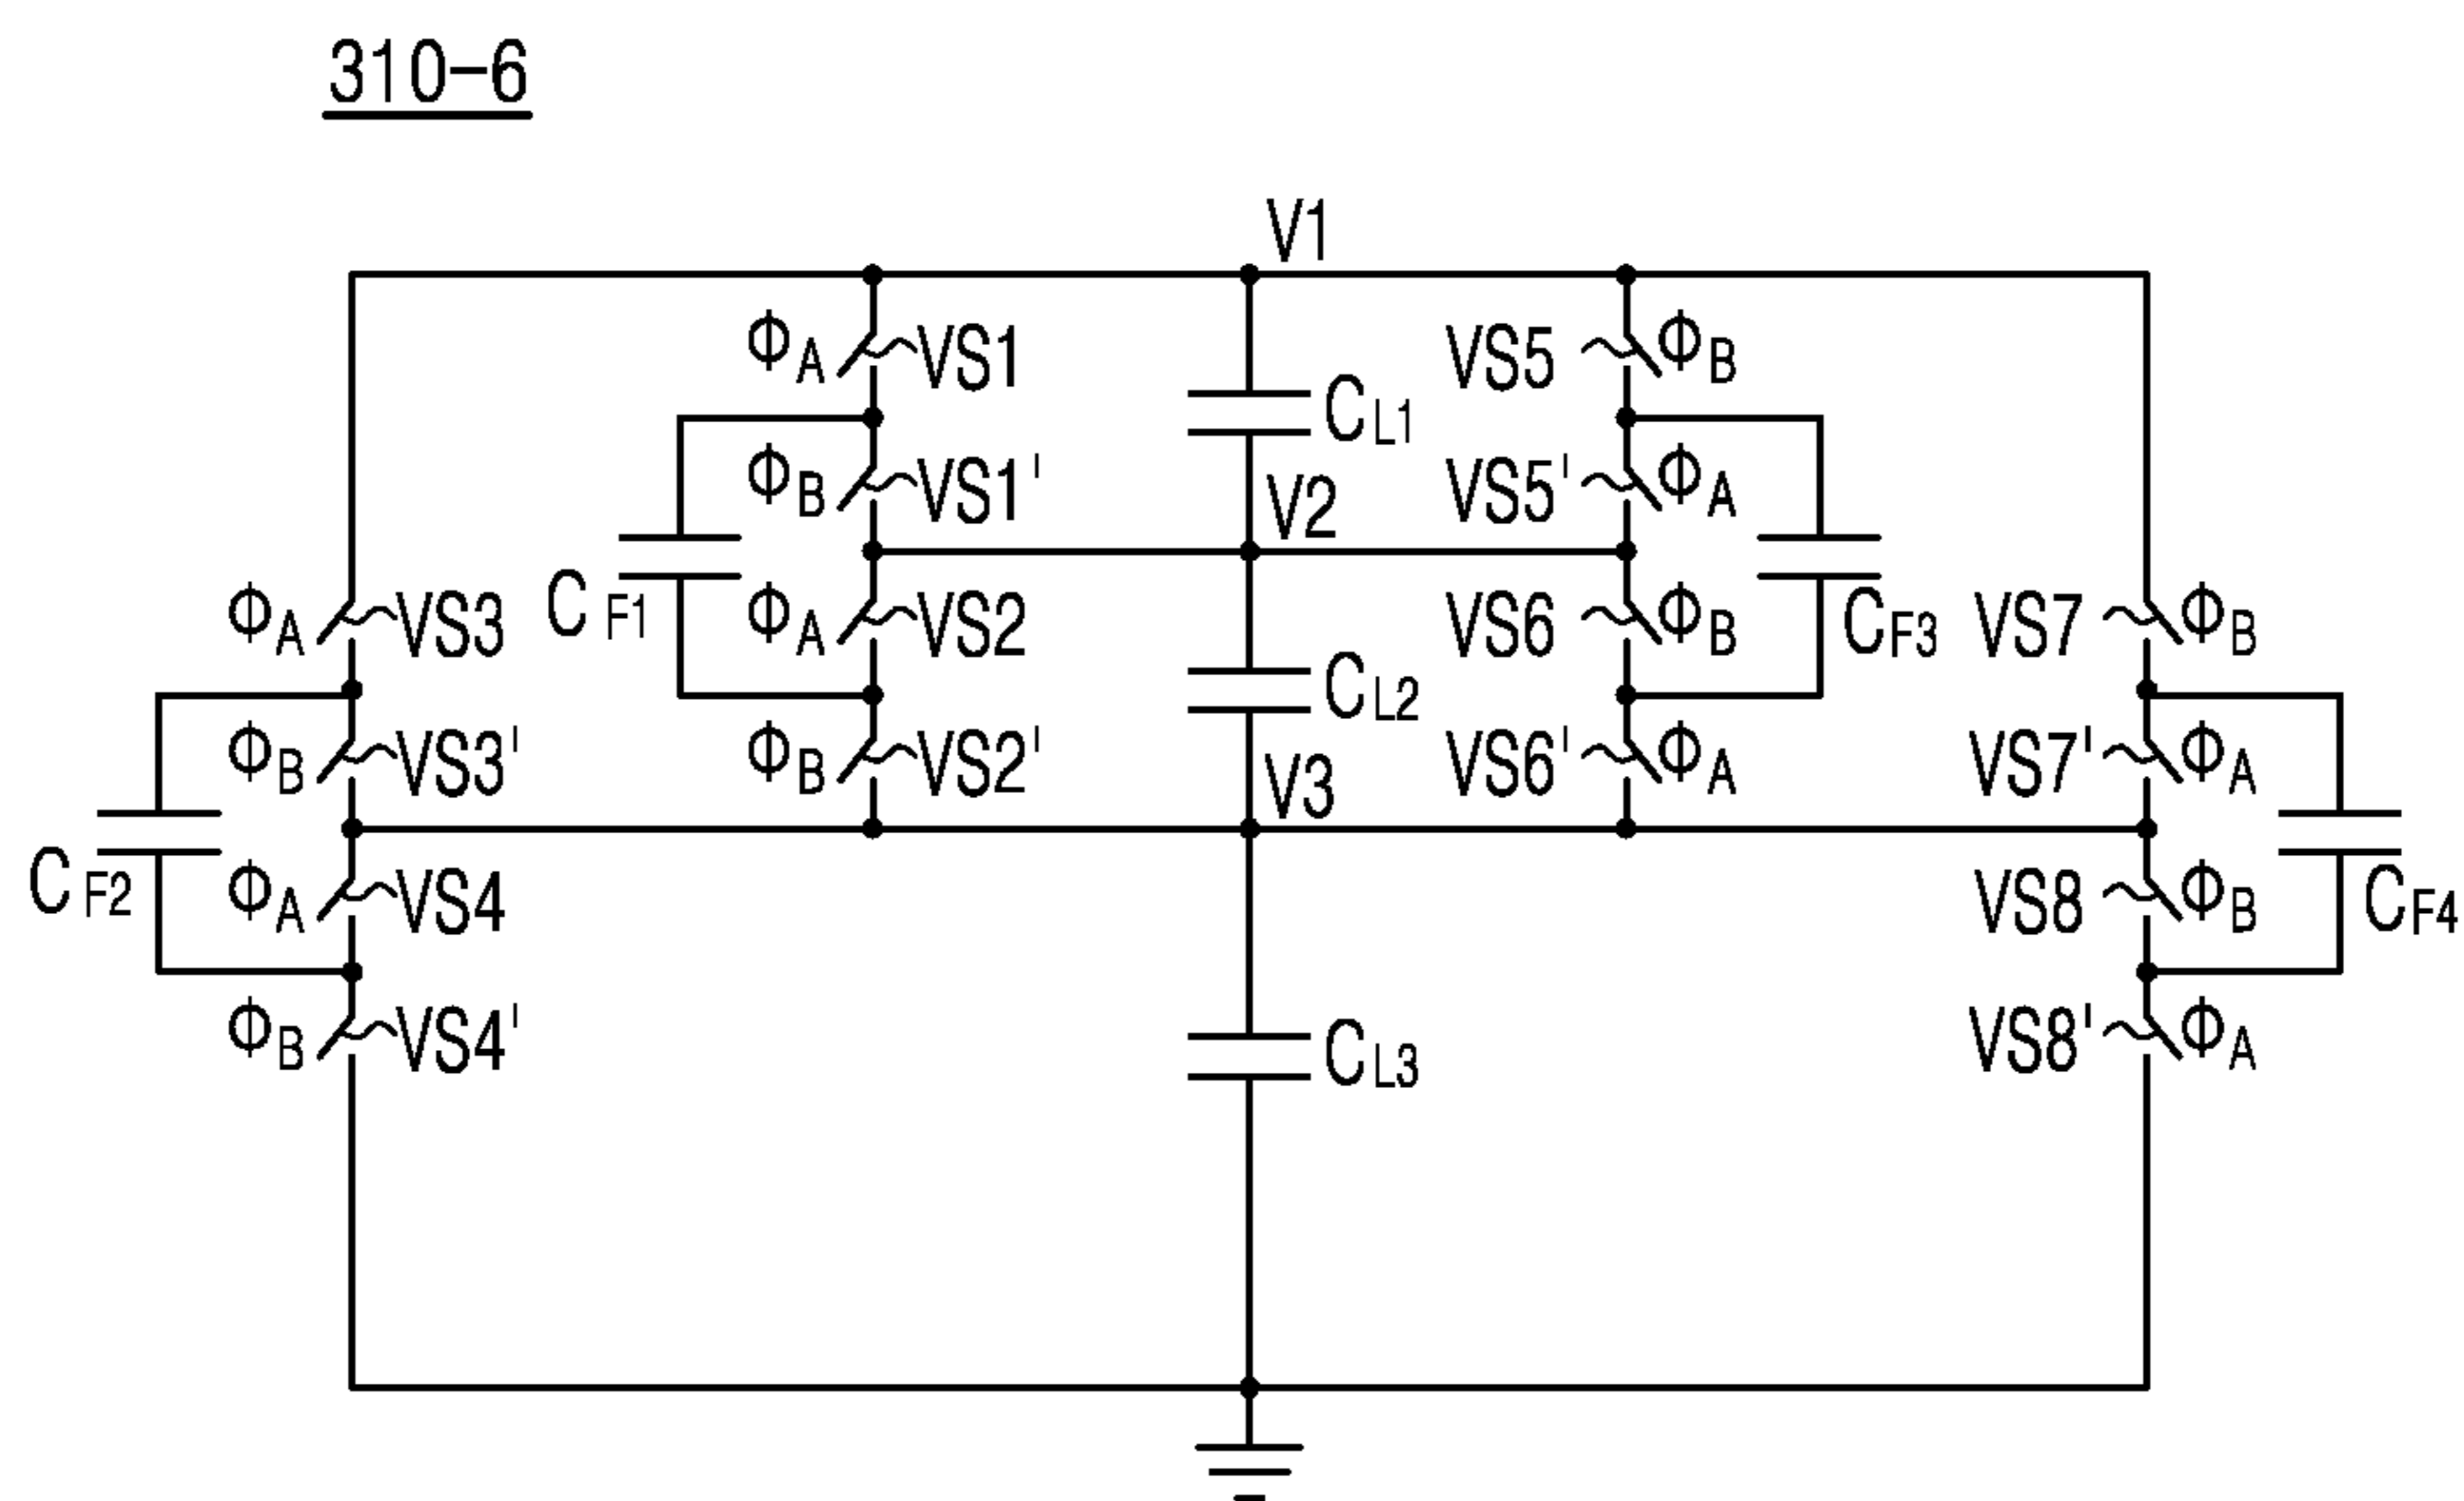 310-6
V1
ΦA VS1
VS5 ΦB
CL1
ΦB VS1'
V2
VS5' ΦA
ΦA VS3
CF1
ΦA VS2
VS6 ΦB
CF3
VS7 ΦB
CL2
ΦB VS3'
ΦB VS2'
V3
VS6' ΦA
VS7' ΦA
CF2
ΦA VS4
VS8 ΦB
CF4
ΦB VS4'
CL3
VS8' ΦA